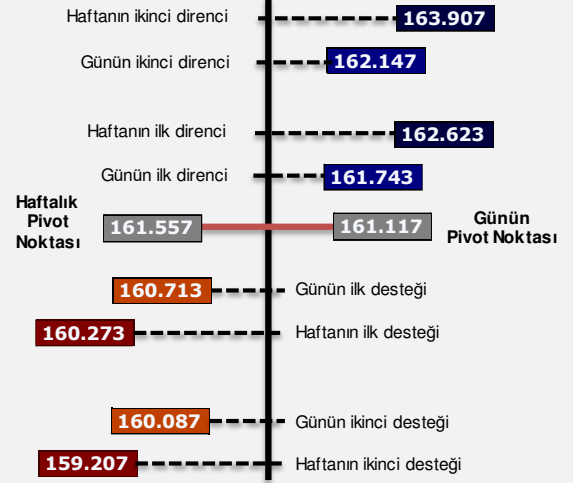 Haftanın ikinci direnci 163.907
Günün ikinci direnci 162.147
Haftanın ilk direnci 162.623
Günün ilk direnci 161.743
Haftalık
Pivot
Noktası
161.557
161.117
Günün
Pivot Noktası
160.713 Günün ilk desteği
160.273 Haftanın ilk desteği
160.087 Günün ikinci desteği
159.207 Haftanın ikinci desteği